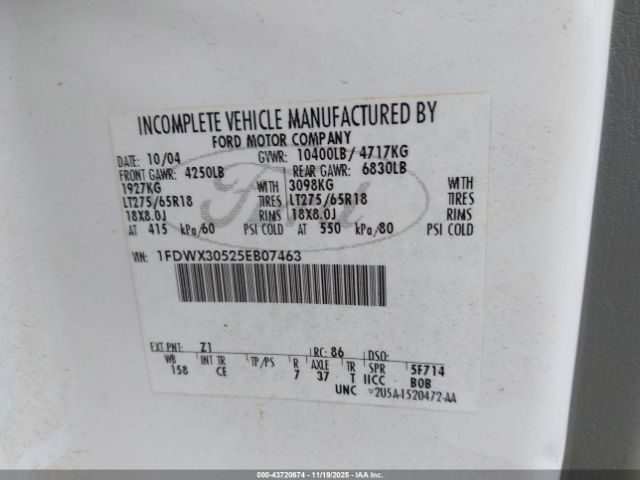 INCOMPLETE VEHICLE MANUFACTURED BY
FORD MOTOR COMPANY
DATE: 10/04 GVWR: 10400LB / 4717KG
FRONT GAWR: 4250LB REAR GAWR: 6830LB
1927KG WITH 3098KG WITH
LT275/65R18 TIRES LT275/65R18 TIRES
18X8.0J RIMS 18X8.0J RIMS
AT 415 kPa/60 PSI COLD AT 550 kPa/80 PSI COLD
VIN: 1FDWX30525EB07463
EXT PNT: Z1 RC: 86 DSO:
WB INT TR TP/PS R AXLE TR SPR 5F714
158 CE 7 37 T IICC BOB
UNC 2U5A-1520472-AA
000-43720674 - 11/19/2025 - IAA Inc.